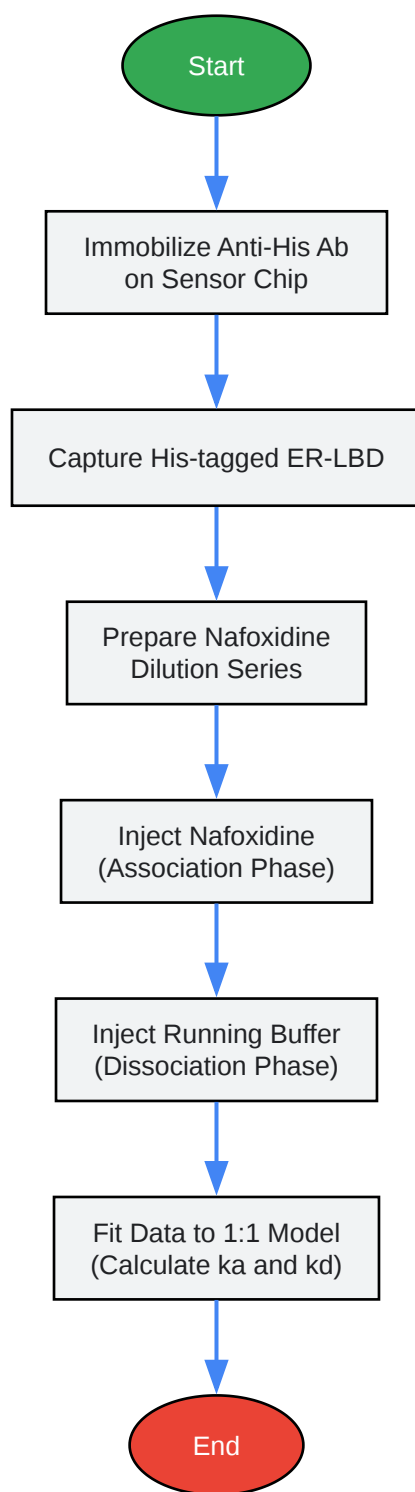 Start
Immobilize Anti-His Ab
on Sensor Chip
Capture His-tagged ER-LBD
Prepare Nafoxidine
Dilution Series
Inject Nafoxidine
(Association Phase)
Inject Running Buffer
(Dissociation Phase)
Fit Data to 1:1 Model
(Calculate ka and kd)
End